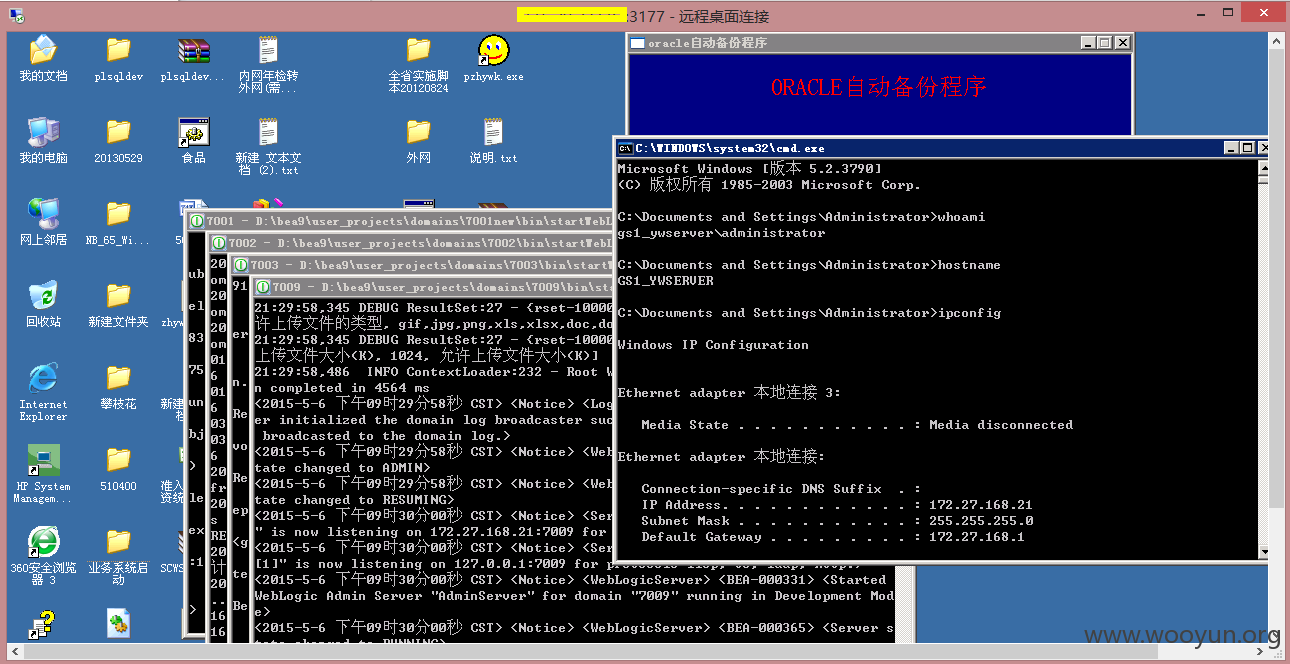 3177 - 远程桌面连接
我的文档
plsqldev
plsqldev...
内网年检转
外网(需...
全省实施脚
本20120824
pzhywk.exe
我的电脑
20130529
食品
新建 文本文
档 (2).txt
外网
说明.txt
网上邻居
NB_65_Wi...
回收站
新建文件夹
zhyw
Internet
Explorer
攀枝花
新建
档
HP System
Managem...
510400
准入
资统
360安全浏览
器 3
业务系统启
动
SCWS
oracle自动备份程序
ORACLE自动备份程序
7001 - D:\bea9\user_projects\domains\7001new\bin\startWebL
7002 - D:\bea9\user_projects\domains\7002\bin\startWebL
7003 - D:\bea9\user_projects\domains\7003\bin\startW
7009 - D:\bea9\user_projects\domains\7009\bin\sta
21:29:58,345 DEBUG ResultSet:27 - {rset-10000
许上传文件的类型, gif,jpg,png,xls,xlsx,doc,do
21:29:58,345 DEBUG ResultSet:27 - {rset-10000
上传文件大小(K), 1024, 允许上传文件大小(K)]
21:29:58,486  INFO ContextLoader:232 - Root W
n completed in 4564 ms
<2015-5-6 下午09时29分58秒 CST> <Notice> <Log
er initialized the domain log broadcaster suc
broadcasted to the domain log.>
<2015-5-6 下午09时29分58秒 CST> <Notice> <Web
tate changed to ADMIN>
<2015-5-6 下午09时29分58秒 CST> <Notice> <Web
tate changed to RESUMING>
<2015-5-6 下午09时30分00秒 CST> <Notice> <Ser
" is now listening on 172.27.168.21:7009 for
<2015-5-6 下午09时30分00秒 CST> <Notice> <Ser
[1]" is now listening on 127.0.0.1:7009 for
<2015-5-6 下午09时30分00秒 CST> <Notice> <WebLogicServer> <BEA-000331> <Started
WebLogic Admin Server "AdminServer" for domain "7009" running in Development Mod
e>
<2015-5-6 下午09时30分00秒 CST> <Notice> <WebLogicServer> <BEA-000365> <Server s
tate changed to RUNNING>
C:\WINDOWS\system32\cmd.exe
Microsoft Windows [版本 5.2.3790]
(C) 版权所有 1985-2003 Microsoft Corp.
C:\Documents and Settings\Administrator>whoami
gs1_ywserver\administrator
C:\Documents and Settings\Administrator>hostname
GS1_YWSERVER
C:\Documents and Settings\Administrator>ipconfig
Windows IP Configuration
Ethernet adapter 本地连接 3:
Media State . . . . . . . . . . . : Media disconnected
Ethernet adapter 本地连接:
Connection-specific DNS Suffix  . :
IP Address. . . . . . . . . . . . : 172.27.168.21
Subnet Mask . . . . . . . . . . . : 255.255.255.0
Default Gateway . . . . . . . . . : 172.27.168.1
www.wooyun.org